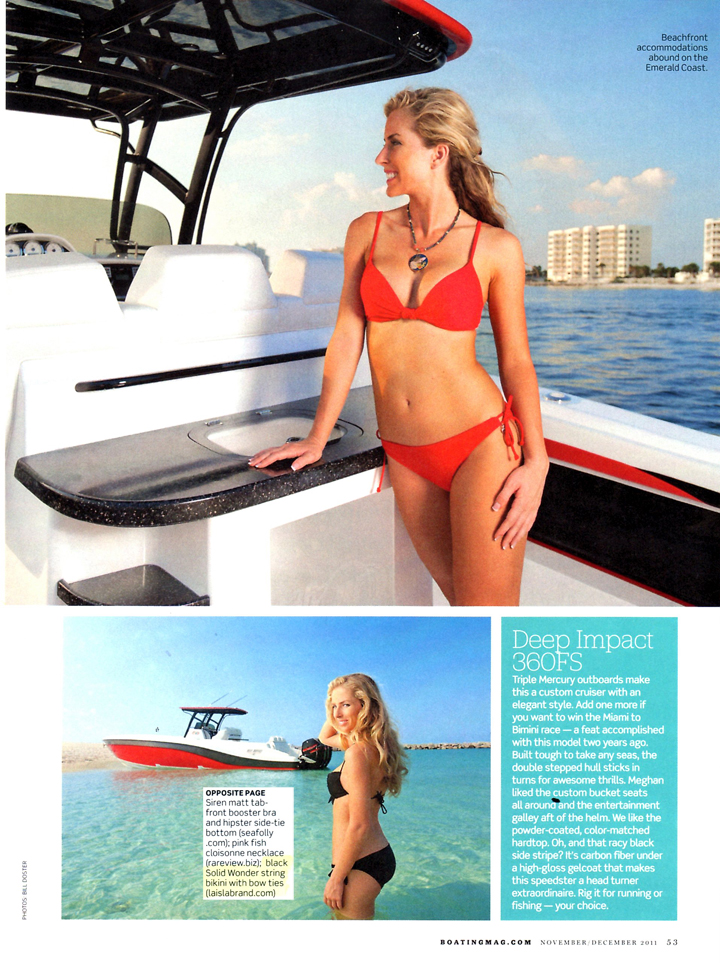 Beachfront
accommodations
abound on the
Emerald Coast.
Deep Impact
360FS
Triple Mercury outboards make
this a custom cruiser with an
elegant style. Add one more if
you want to win the Miami to
Bimini race — a feat accomplished
with this model two years ago.
Built tough to take any seas, the
double stepped hull sticks in
turns for awesome thrills. Meghan
liked the custom bucket seats
all around and the entertainment
galley aft of the helm. We like the
powder-coated, color-matched
hardtop. Oh, and that racy black
side stripe? It's carbon fiber under
a high-gloss gelcoat that makes
this speedster a head turner
extraordinaire. Rig it for running or
fishing — your choice.
OPPOSITE PAGE
Siren matt tab-
front booster bra
and hipster side-tie
bottom (seafolly
.com); pink fish
cloisonne necklace
(rareview.biz); black
Solid Wonder string
bikini with bow ties
(laislabrand.com)
PHOTOS: BILL DOSTER
BOATINGMAG.COM NOVEMBER/DECEMBER 2011 53